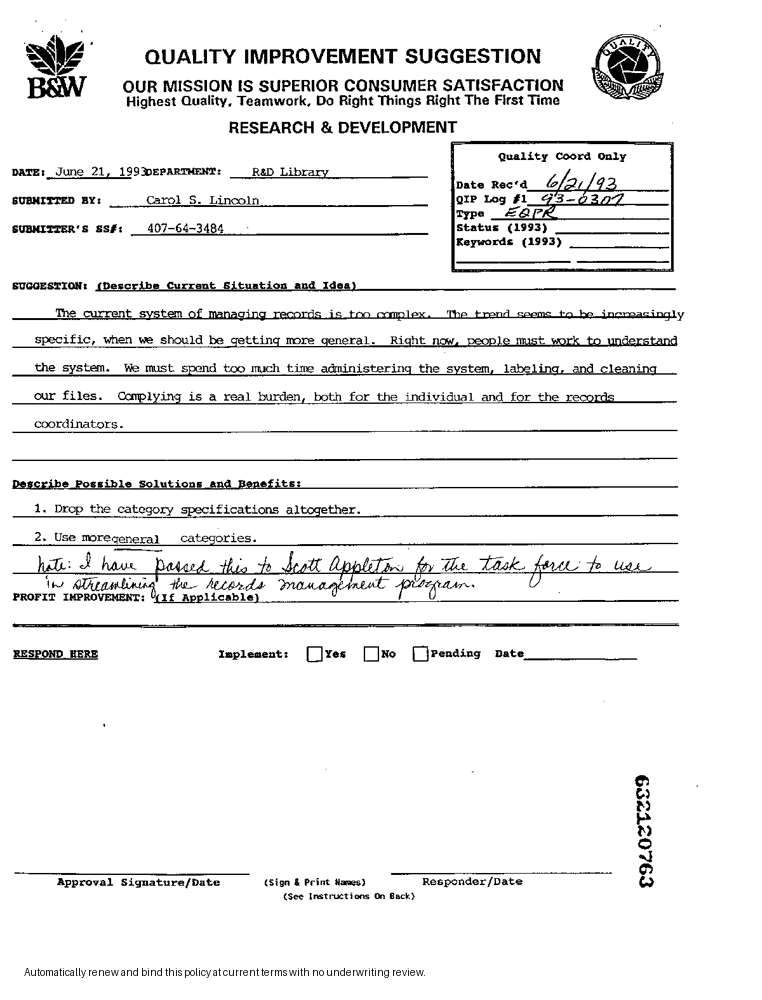 B&W
QUALITY
QUALITY IMPROVEMENT SUGGESTION
OUR MISSION IS SUPERIOR CONSUMER SATISFACTION
Highest Quality, Teamwork, Do Right Things Right The First Time
RESEARCH & DEVELOPMENT
Quality Coord Only
DATE: June 21, 1993 DEPARTMENT: R&D Library
Date Rec'd 6/21/93
SUBMITTED BY: Carol S. Lincoln
QIP Log #1 93-0307
Type EQPR
SUBMITTER'S SS#: 407-64-3484
Status (1993)
Keywords (1993)
SUGGESTION: (Describe Current Situation and Idea)
The current system of managing records is too complex. The trend seems to be increasingly
specific, when we should be getting more general. Right now, people must work to understand
the system. We must spend too much time administering the system, labeling, and cleaning
our files. Complying is a real burden, both for the individual and for the records
coordinators.
Describe Possible Solutions and Benefits:
1. Drop the category specifications altogether.
2. Use more general categories.
note: I have passed this to Scott Appleton for the task force to use
in streamlining the records management program.
PROFIT IMPROVEMENT: (If Applicable)
RESPOND HERE Implement: Yes No Pending Date
632120763
Approval Signature/Date (Sign & Print Names) Responder/Date
(See Instructions On Back)
Automatically renew and bind this policy at current terms with no underwriting review.